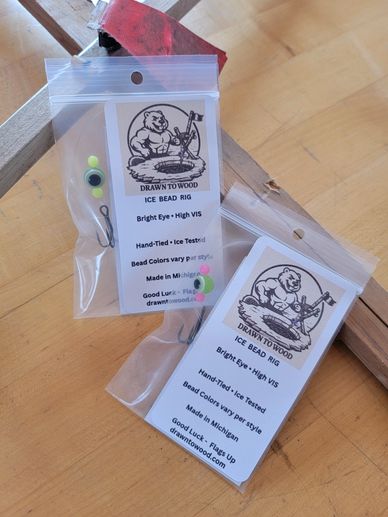 DRAWN TO WOOD
ICE BEAD RIG
Bright Eye • High VIS
Hand-Tied • Ice Tested
Bead Colors vary per style
Made in Michigan
Good Luck - Flags Up
drawntowood.com
DRAWN TO WOOD
ICE BEAD RIG
Bright Eye • High VIS
Hand-Tied • Ice Tested
Bead Colors vary per style
Made in Michigan
Good Luck - Flags Up
drawntowood.com